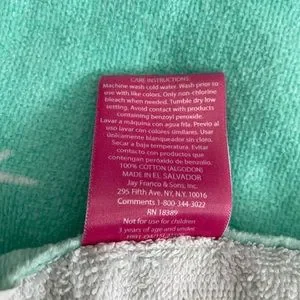 CARE INSTRUCTIONS:
Machine wash cold water. Wash prior to
use with like colors. Only non-chlorine
bleach when needed. Tumble dry low
setting. Avoid contact with products
containing benzoyl peroxide.
Lavar a máquina con agua fría. Previo al
uso lavar con colores similares. Usar
únicamente blanqueador sin cloro.
Secar a baja temperatura. Evitar
contacto con productos que
contengan peróxido de benzoilo.
100% COTTON (ALGODON)
MADE IN EL SALVADOR
Jay Franco & Sons, Inc.
295 Fifth Ave. NY, N.Y. 10016
Comments 1-800-344-3022
RN 18389
Not for use for children
3 years of age and under